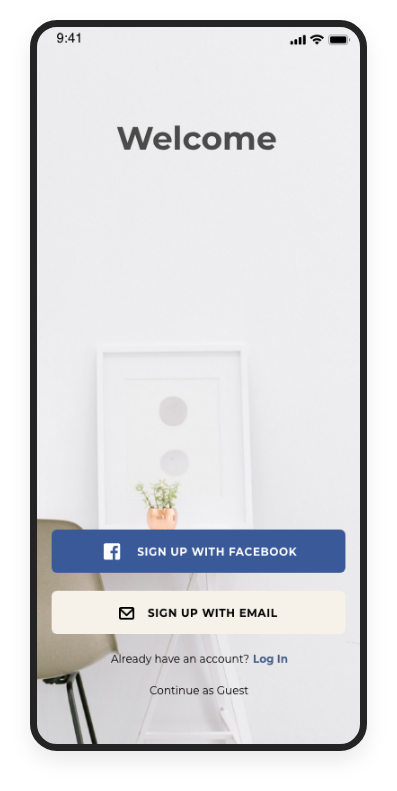 9:41
Welcome
SIGN UP WITH FACEBOOK
SIGN UP WITH EMAIL
Already have an account? Log In
Continue as Guest